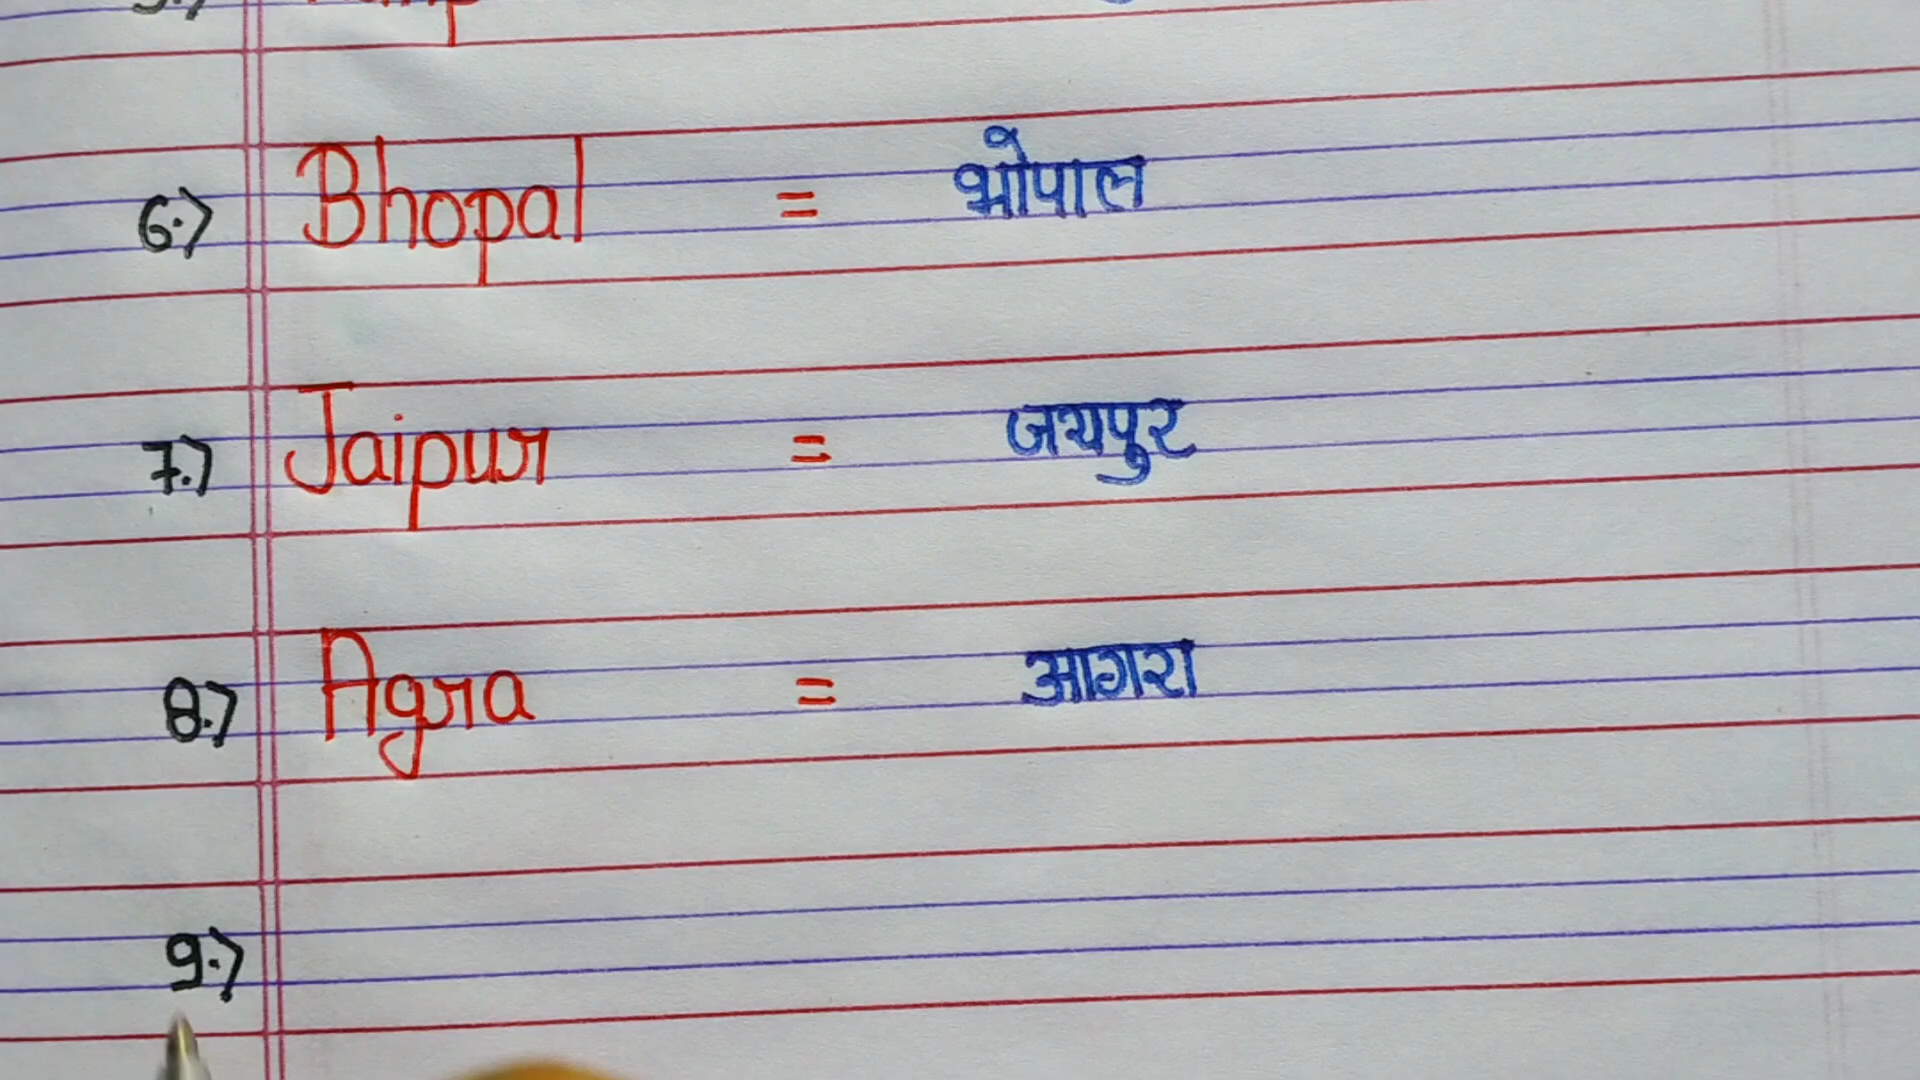 6.) Bhopal = भोपाल
7.) Jaipur = जयपुर
8.) Agra = आगरा
9.)